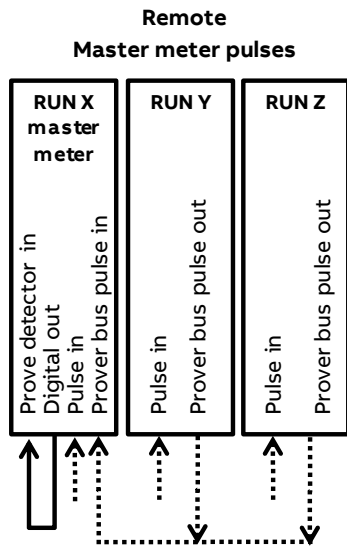 Remote
Master meter pulses
RUN X
master
meter
Prove detector in
Digital out
Pulse in
Prover bus pulse in
RUN Y
Pulse in
Prover bus pulse out
RUN Z
Pulse in
Prover bus pulse out